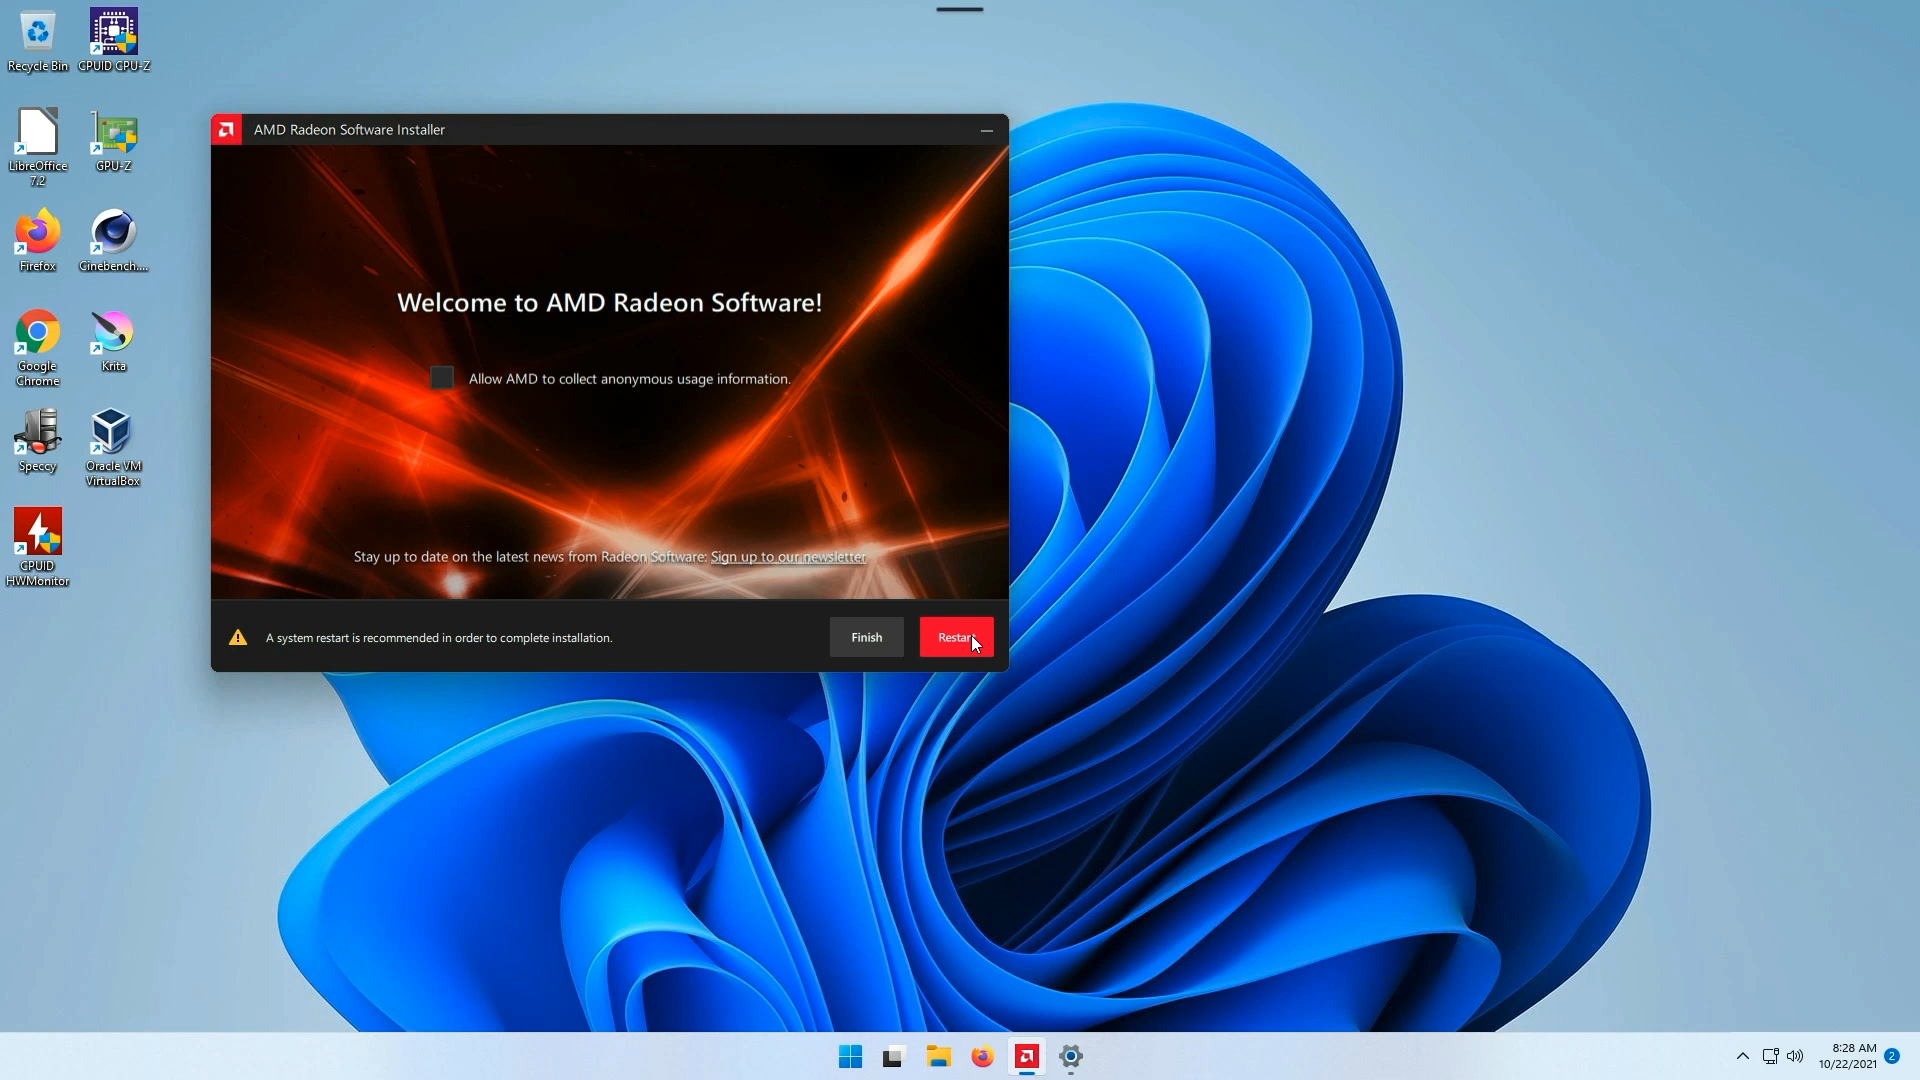 Recycle Bin
CPUID CPU-Z
LibreOffice
7.2
GPU-Z
Firefox
Cinebench....
Google
Chrome
Krita
Speccy
Oracle VM
VirtualBox
CPUID
HWMonitor
AMD Radeon Software Installer
Welcome to AMD Radeon Software!
Allow AMD to collect anonymous usage information.
Stay up to date on the latest news from Radeon Software: Sign up to our newsletter
A system restart is recommended in order to complete installation.
Finish
Restart
8:28 AM
10/22/2021
2